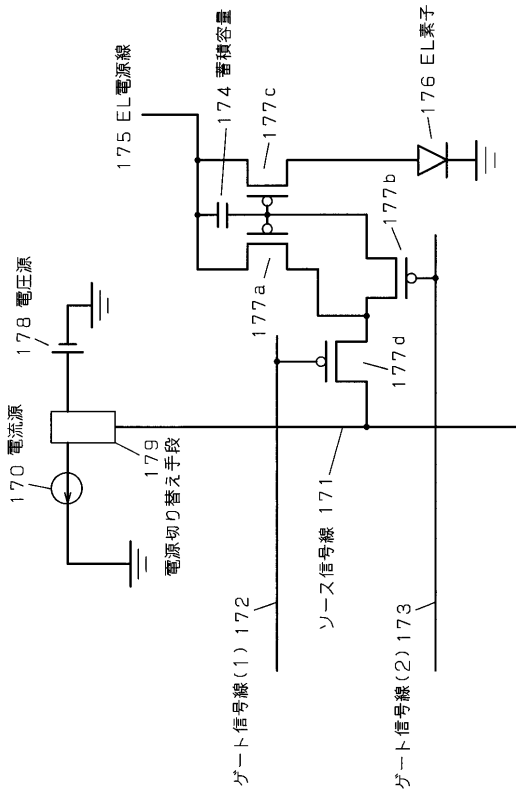 170 電流源
178 電圧源
175 EL電源線
174 蓄積容量
177c
177a
176 EL素子
177b
177d
179
電源切り替え手段
ソース信号線 171
ゲート信号線(1) 172
ゲート信号線(2) 173